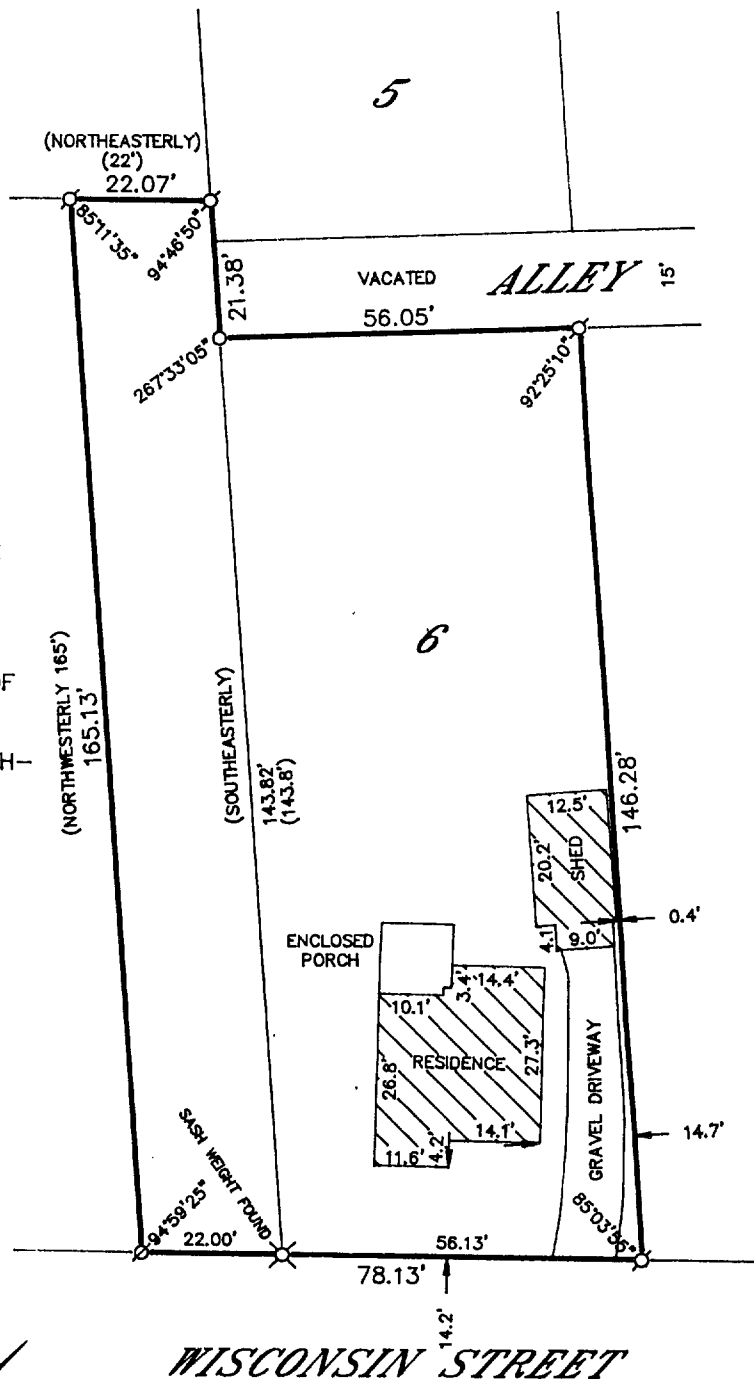 5
(NORTHEASTERLY)
(22')
22.07'
85°11'35"
94°46'50"
21.38'
VACATED
ALLEY
15'
56.05'
267°33'05"
92°25'10"
6
(NORTHWESTERLY 165')
165.13'
(SOUTHEASTERLY)
143.82'
(143.8')
146.28'
F
H-
12.5'
20.2'
SHED
0.4'
4.1
9.0'
ENCLOSED
PORCH
3.4'
14.4'
10.1'
RESIDENCE
27.3'
26.8'
GRAVEL DRIVEWAY
14.1'
14.7'
4.2'
11.6'
SASH WEIGHT FOUND
94°59'25"
85°03'55"
22.00'
56.13'
78.13'
14.2'
WISCONSIN STREET